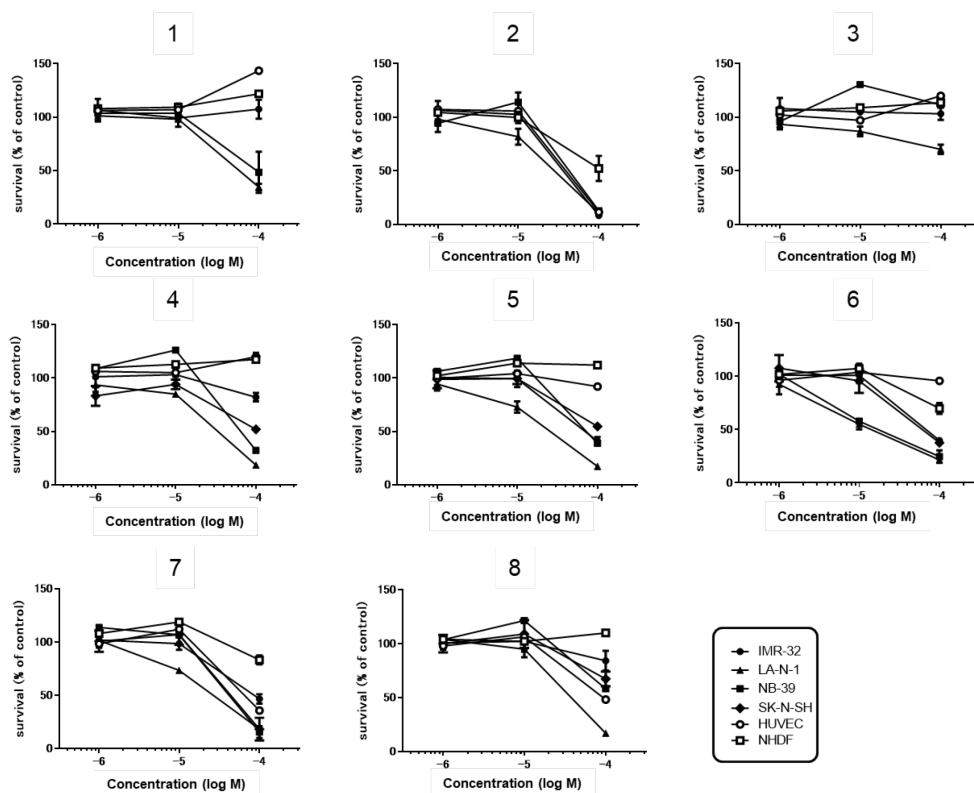 1
survival (% of control)
150
100
50
0
−6
−5
−4
Concentration (log M)
2
survival (% of control)
150
100
50
0
−6
−5
−4
Concentration (log M)
3
survival (% of control)
150
100
50
0
−6
−5
−4
Concentration (log M)
4
survival (% of control)
150
100
50
0
−6
−5
−4
Concentration (log M)
5
survival (% of control)
150
100
50
0
−6
−5
−4
Concentration (log M)
6
survival (% of control)
150
100
50
0
−6
−5
−4
Concentration (log M)
7
survival (% of control)
150
100
50
0
−6
−5
−4
Concentration (log M)
8
survival (% of control)
150
100
50
0
−6
−5
−4
Concentration (log M)
IMR-32
LA-N-1
NB-39
SK-N-SH
HUVEC
NHDF